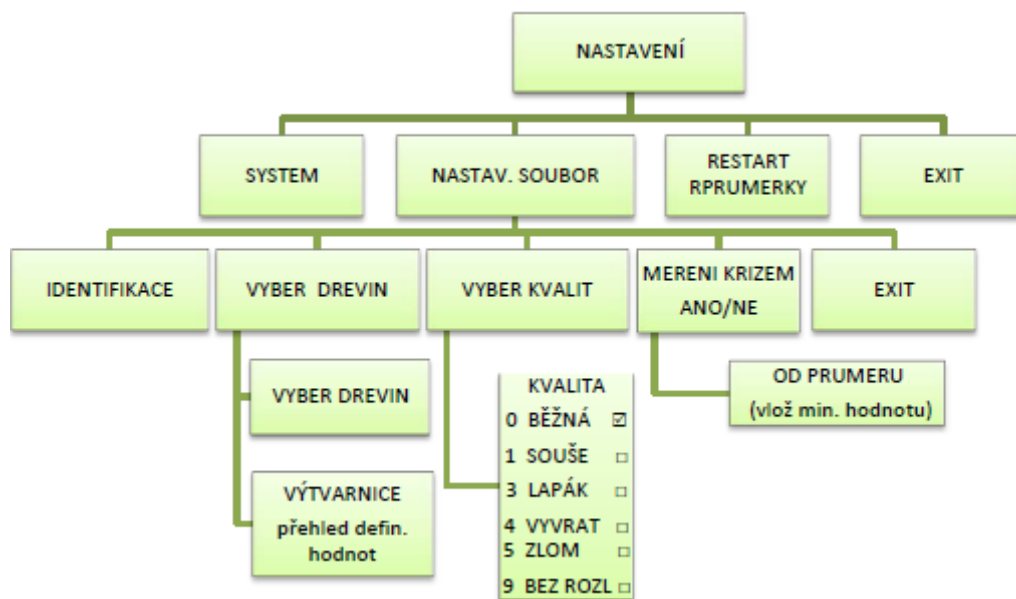 NASTAVENÍ
SYSTEM
NASTAV. SOUBOR
RESTART
RPRUMERKY
EXIT
IDENTIFIKACE
VYBER DREVIN
VYBER KVALIT
MERENI KRIZEM
ANO/NE
EXIT
VYBER DREVIN
VÝTVARNICE
přehled defin.
hodnot
KVALITA
0 BĚŽNÁ ☑
1 SOUŠE □
3 LAPÁK □
4 VYVRAT □
5 ZLOM □
9 BEZ ROZL □
OD PRUMERU
(vlož min. hodnotu)